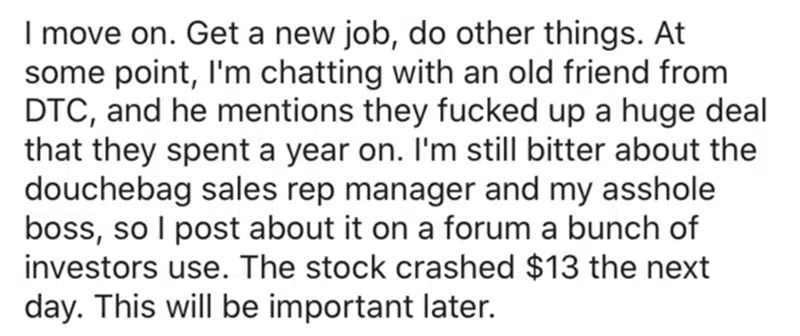 I move on. Get a new job, do other things. At
some point, I'm chatting with an old friend from
DTC, and he mentions they fucked up a huge deal
that they spent a year on. I'm still bitter about the
douchebag sales rep manager and my asshole
boss, so I post about it on a forum a bunch of
investors use. The stock crashed $13 the next
day. This will be important later.